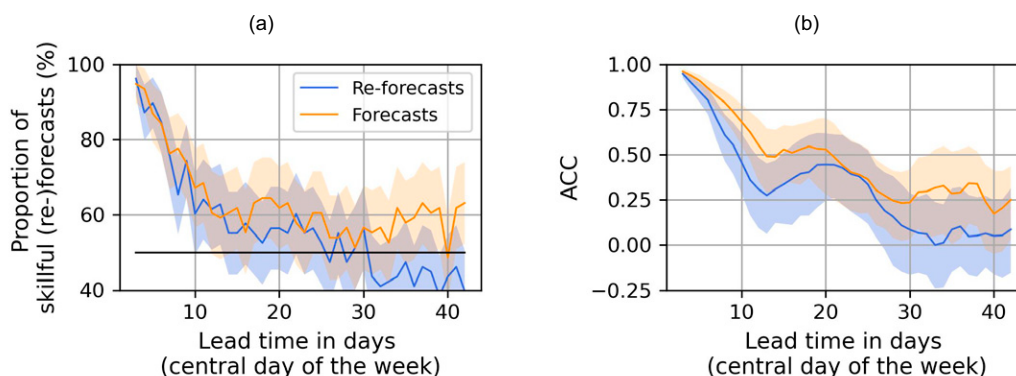 (a)
Proportion of
skillful (re-)forecasts (%)
100
80
60
40
Re-forecasts
Forecasts
10
20
30
40
Lead time in days
(central day of the week)
(b)
ACC
1.00
0.75
0.50
0.25
0.00
−0.25
10
20
30
40
Lead time in days
(central day of the week)